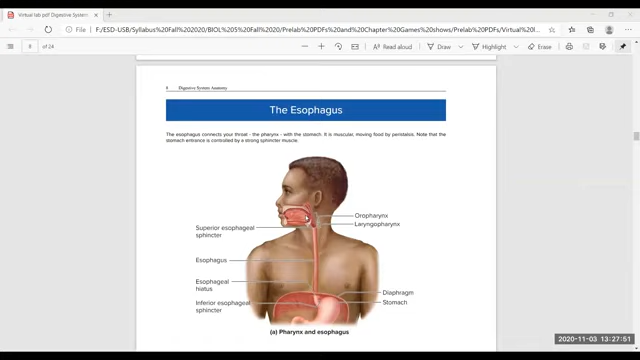 Virtual lab pdf Digestive System
File
F:/ESD-USB/Syllabus%20Fall%202020/BIOL%205%20Fall%202020/Prelab%20PDFs%20and%20Chapter%20Games%20shows/Prelab%20PDFs/Virtual%20l...
8 of 24
Read aloud
Draw
Highlight
Erase
8 Digestive System Anatomy
The Esophagus
The esophagus connects your throat - the pharynx - with the stomach. It is muscular, moving food by peristalsis. Note that the
stomach entrance is controlled by a strong sphincter muscle.
Oropharynx
Laryngopharynx
Superior esophageal
sphincter
Esophagus
Esophageal
hiatus
Diaphragm
Inferior esophageal
sphincter
Stomach
(a) Pharynx and esophagus
2020-11-03 13:27:51